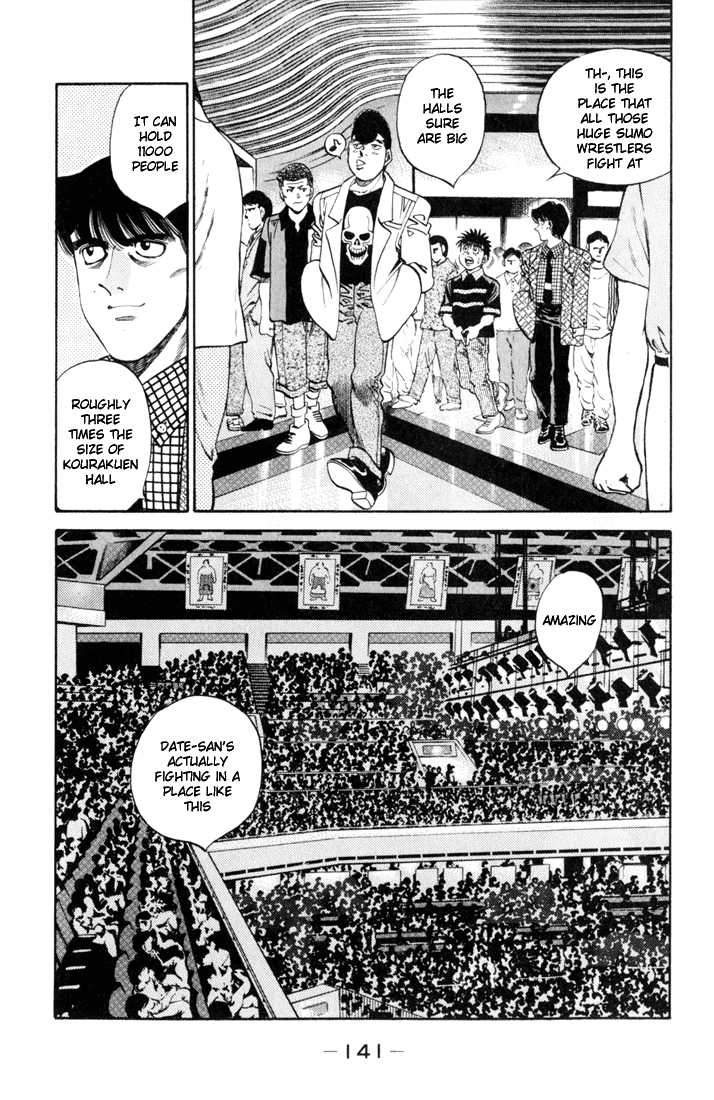 TH-, THIS
IS THE
PLACE THAT
ALL THOSE
HUGE SUMO
WRESTLERS
FIGHT AT
THE
HALLS
SURE
ARE BIG
♪
IT CAN
HOLD
11000
PEOPLE
ROUGHLY
THREE
TIMES THE
SIZE OF
KOURAKUEN
HALL
AMAZING
DATE-SAN'S
ACTUALLY
FIGHTING IN A
PLACE LIKE
THIS
— 141 —